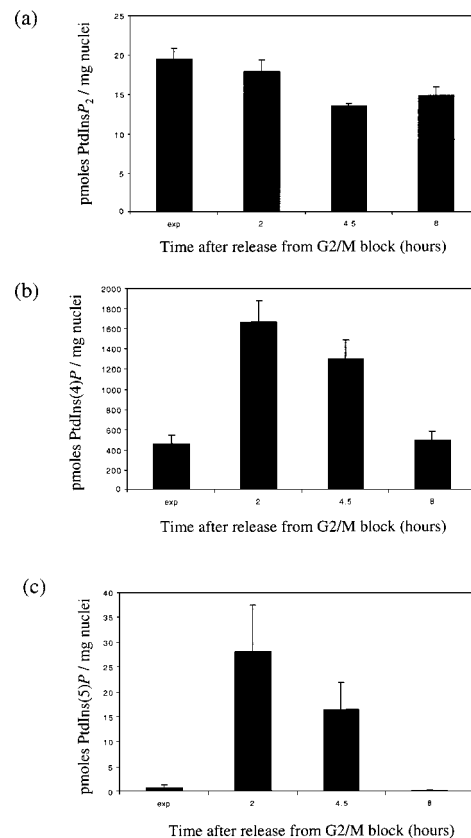 (a)
pmoles PtdInsP2 / mg nuclei
25
20
15
10
5
0
exp 2 4 5 8
Time after release from G2/M block (hours)
(b)
pmoles PtdIns(4)P / mg nuclei
2000
1800
1600
1400
1200
1000
800
600
400
200
0
exp 2 4.5 8
Time after release from G2/M block (hours)
(c)
pmoles PtdIns(5)P / mg nuclei
40
35
30
25
20
15
10
5
0
exp 2 4.5 8
Time after release from G2/M block (hours)